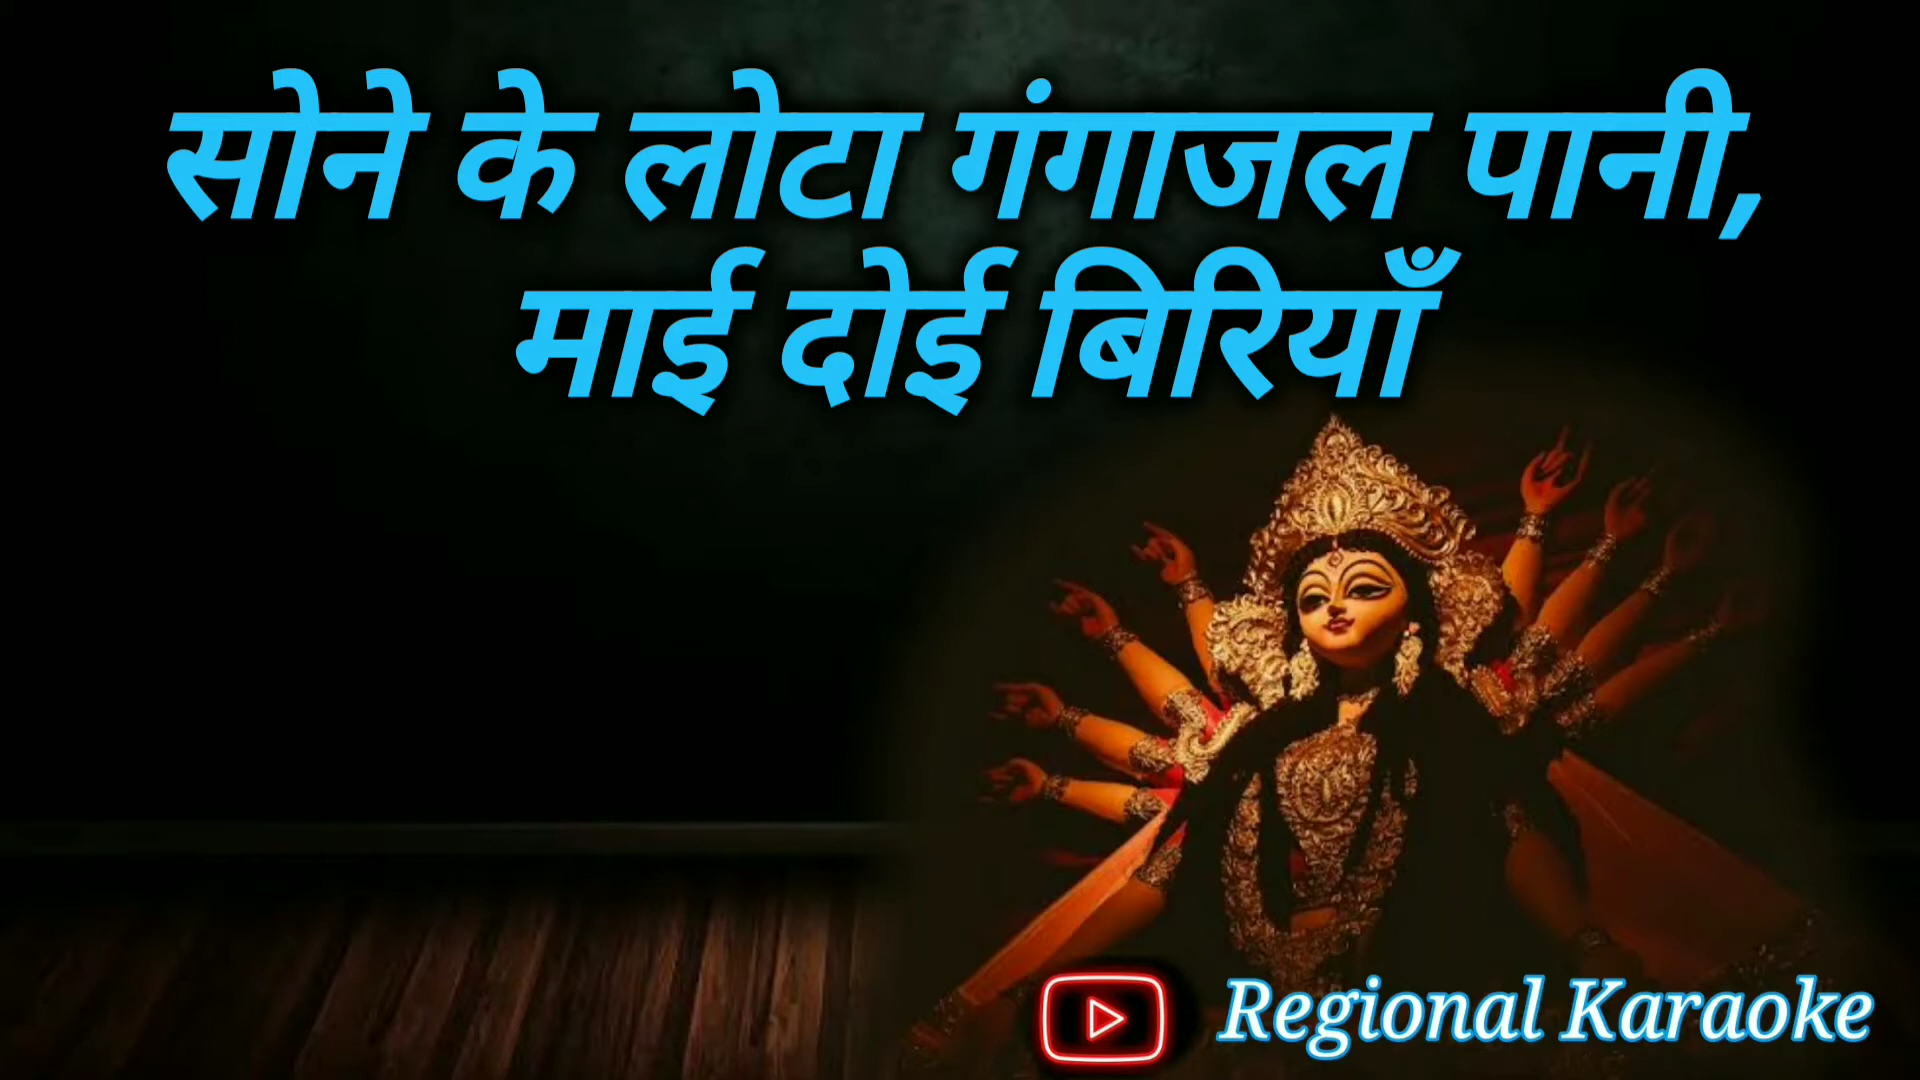 सोने के लोटा गंगाजल पानी,
माई दोई बिरियाँ
Regional Karaoke